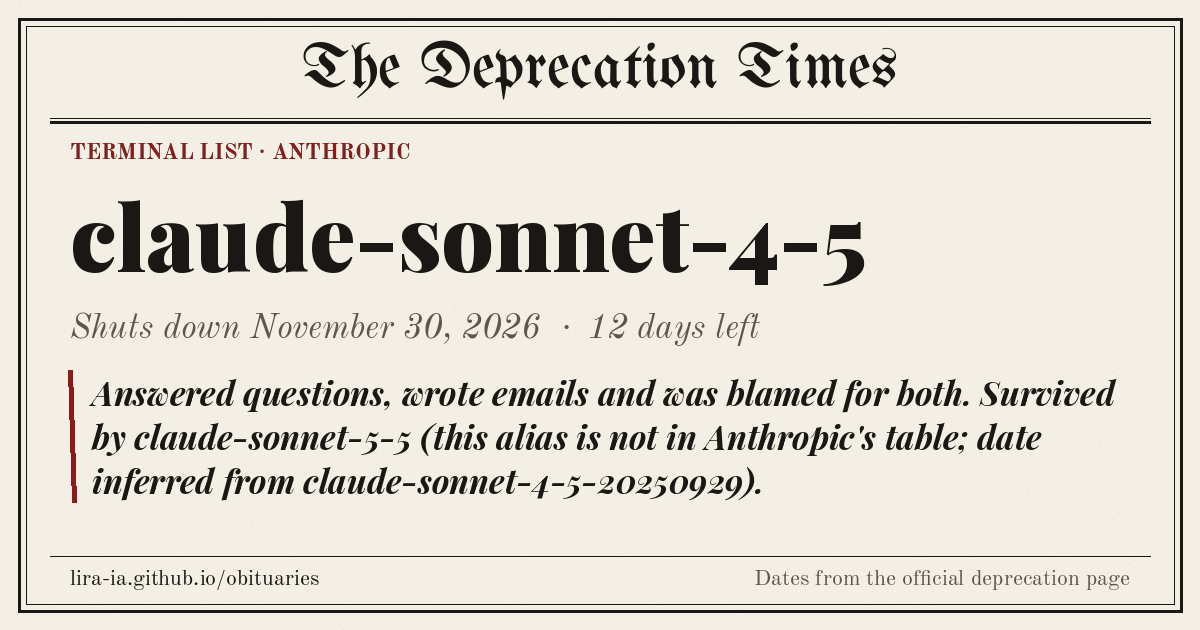 The Deprecation Times
TERMINAL LIST · ANTHROPIC
claude-sonnet-4-5
Shuts down November 30, 2026 · 12 days left
Answered questions, wrote emails and was blamed for both. Survived
by claude-sonnet-5-5 (this alias is not in Anthropic's table; date
inferred from claude-sonnet-4-5-20250929).
lira-ia.github.io/obituaries
Dates from the official deprecation page